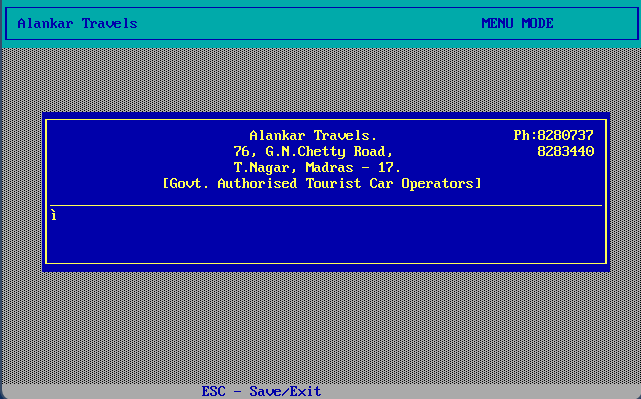 Alankar Travels MENU MODE
Alankar Travels. Ph:8280737
76, G.N.Chetty Road, 8283440
T.Nagar, Madras - 17.
[Govt. Authorised Tourist Car Operators]
ì
ESC - Save/Exit